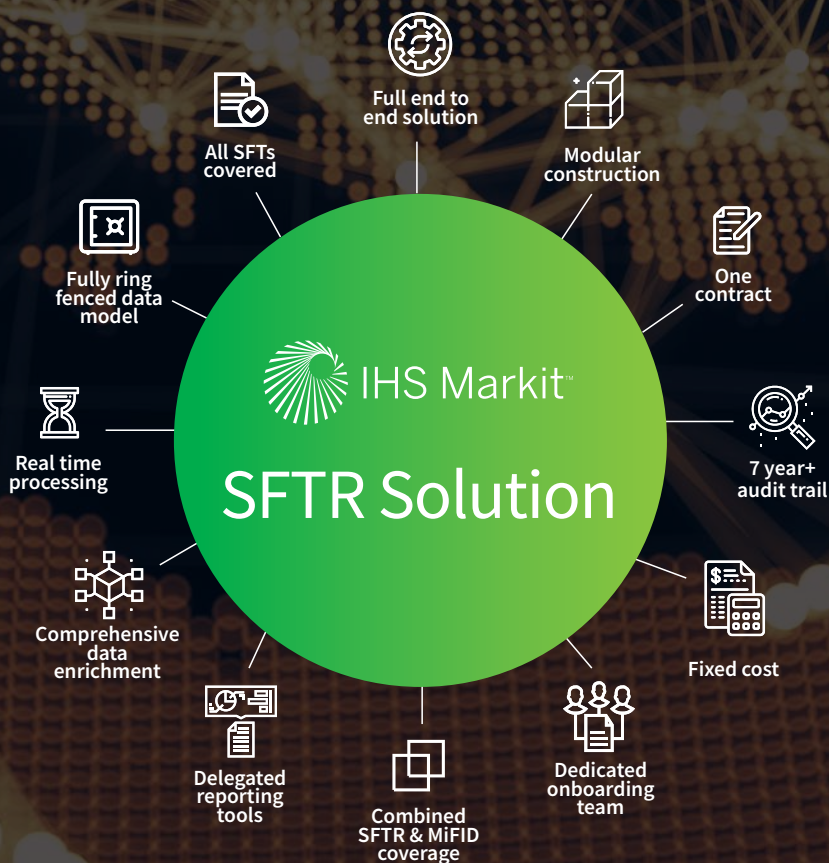 Full end to
end solution
Modular
construction
One
contract
7 year+
audit trail
Fixed cost
Dedicated
onboarding
team
Combined
SFTR & MiFID
coverage
Delegated
reporting
tools
Comprehensive
data
enrichment
Real time
processing
Fully ring
fenced data
model
All SFTs
covered
IHS Markit™
SFTR Solution
$